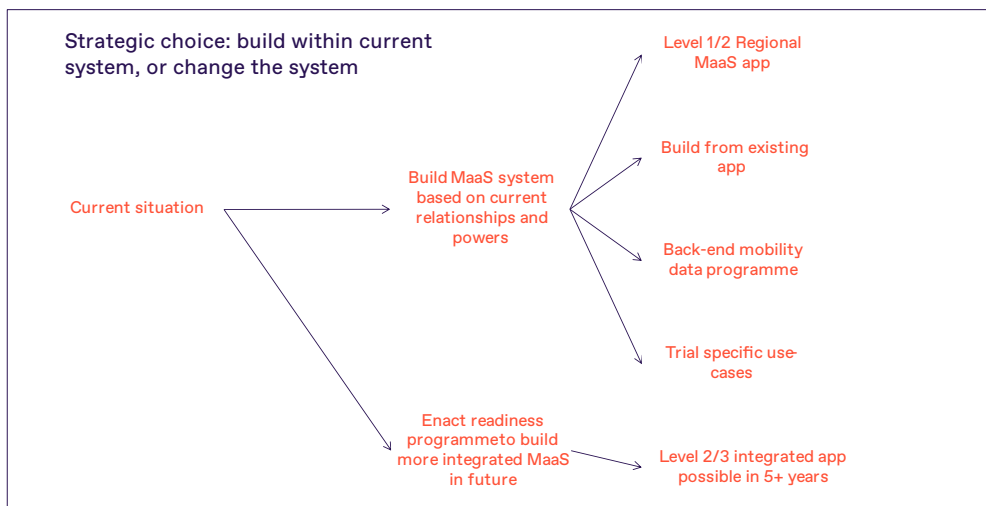 Strategic choice: build within current
system, or change the system
Current situation
Build MaaS system
based on current
relationships and
powers
Enact readiness
programmeto build
more integrated MaaS
in future
Level 1/2 Regional
MaaS app
Build from existing
app
Back-end mobility
data programme
Trial specific use-
cases
Level 2/3 integrated app
possible in 5+ years